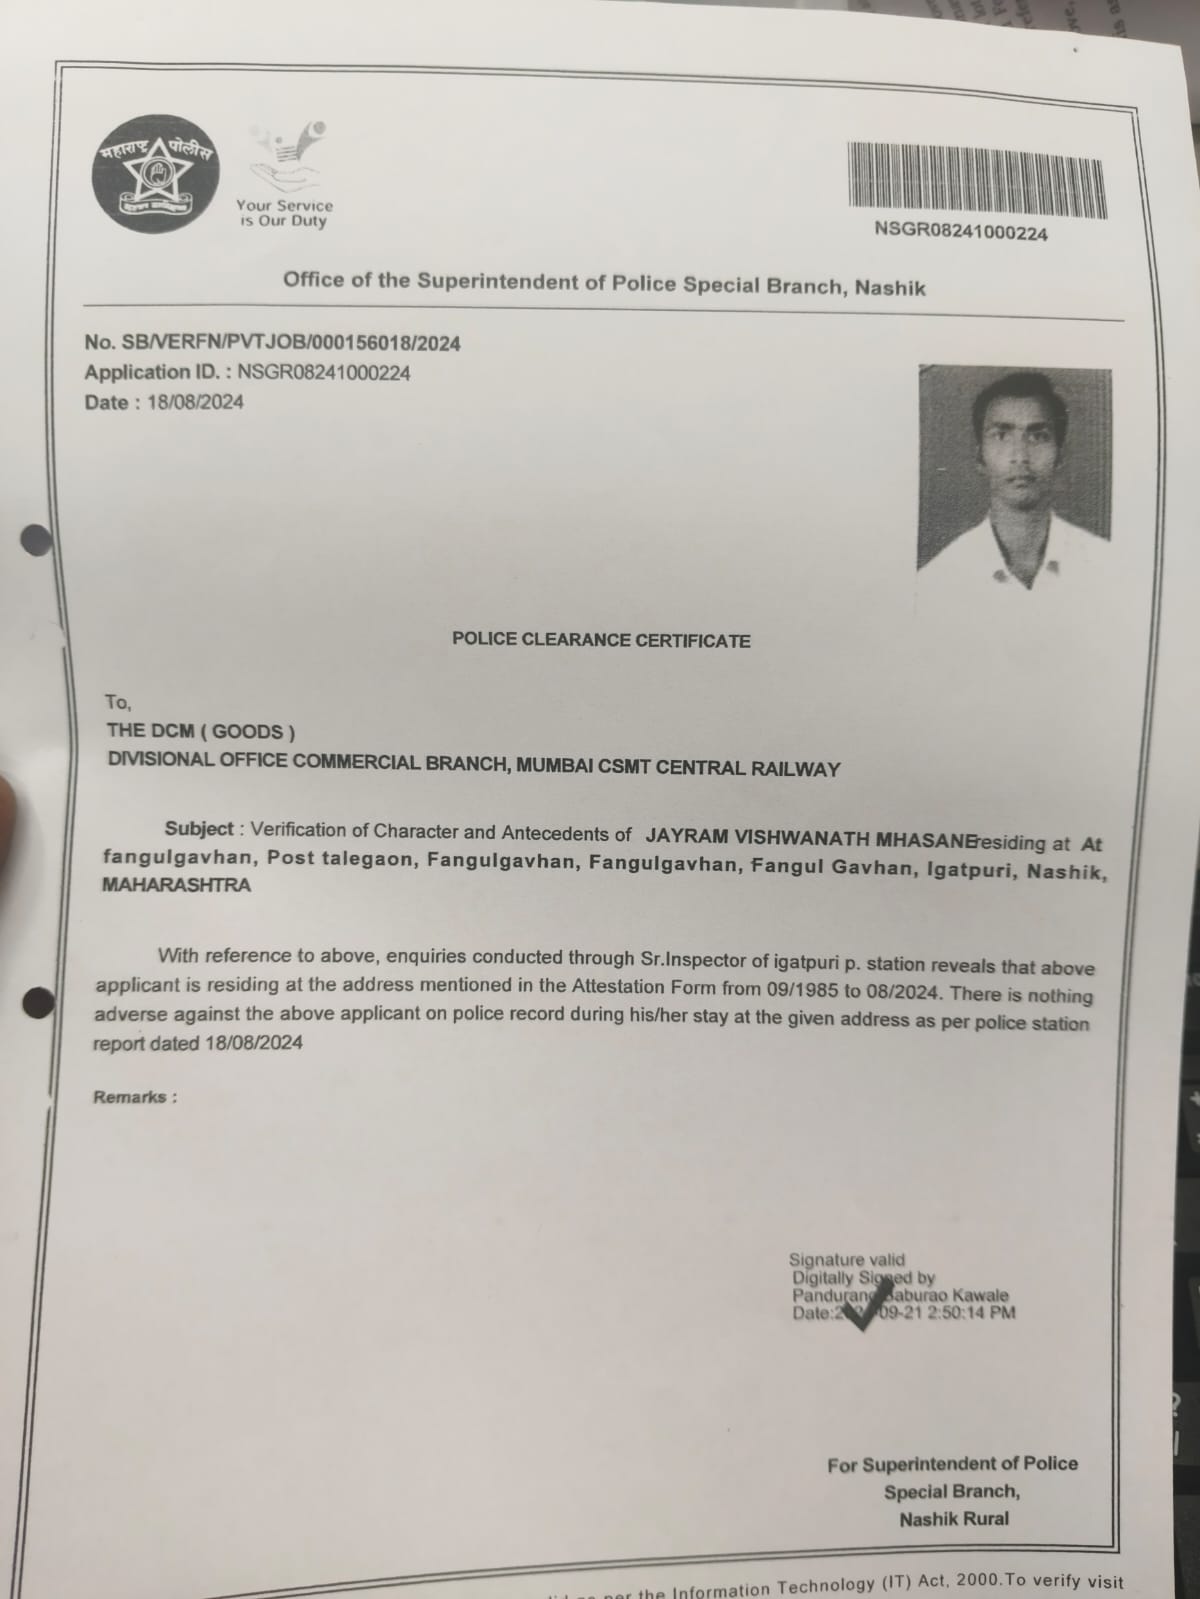 महाराष्ट्र पोलीस
Your Service
is Our Duty
NSGR08241000224
Office of the Superintendent of Police Special Branch, Nashik
No. SB/VERFN/PVTJOB/000156018/2024
Application ID. : NSGR08241000224
Date : 18/08/2024
POLICE CLEARANCE CERTIFICATE
To,
THE DCM ( GOODS )
DIVISIONAL OFFICE COMMERCIAL BRANCH, MUMBAI CSMT CENTRAL RAILWAY
Subject : Verification of Character and Antecedents of JAYRAM VISHWANATH MHASANE residing at At
fangulgavhan, Post talegaon, Fangulgavhan, Fangulgavhan, Fangul Gavhan, Igatpuri, Nashik,
MAHARASHTRA
With reference to above, enquiries conducted through Sr.Inspector of igatpuri p. station reveals that above
applicant is residing at the address mentioned in the Attestation Form from 09/1985 to 08/2024. There is nothing
adverse against the above applicant on police record during his/her stay at the given address as per police station
report dated 18/08/2024
Remarks :
Signature valid
Digitally Signed by
Pandurang Baburao Kawale
09-21 2:50:14 PM
For Superintendent of Police
Special Branch,
Nashik Rural
per the Information Technology (IT) Act, 2000.To verify visit